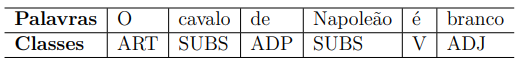 Palavras O cavalo de Napoleão é branco
Classes ART SUBS ADP SUBS V ADJ